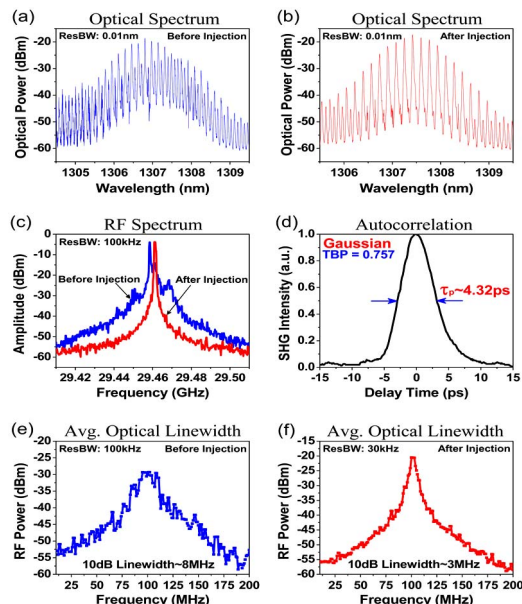 (a) Optical Spectrum
ResBW: 0.01nm Before Injection
Optical Power (dBm)
-20
-30
-40
-50
-60
1305 1306 1307 1308 1309
Wavelength (nm)
(b) Optical Spectrum
ResBW: 0.01nm After Injection
Optical Power (dBm)
-20
-30
-40
-50
-60
1306 1307 1308 1309
Wavelength (nm)
(c) RF Spectrum
ResBW: 100kHz
Before Injection
After Injection
Amplitude (dBm)
0
-10
-20
-30
-40
-50
-60
29.42 29.44 29.46 29.48 29.50
Frequency (GHz)
(d) Autocorrelation
Gaussian
TBP = 0.757
τp~4.32ps
SHG Intensity (a.u.)
1.0
0.8
0.6
0.4
0.2
0.0
-15 -10 -5 0 5 10 15
Delay Time (ps)
(e) Avg. Optical Linewidth
ResBW: 100kHz Before Injection
10dB Linewidth~8MHz
RF Power (dBm)
-15
-20
-25
-30
-35
-40
-45
-50
-55
-60
25 50 75 100 125 150 175 200
Frequency (MHz)
(f) Avg. Optical Linewidth
ResBW: 30kHz After Injection
10dB Linewidth~3MHz
RF Power (dBm)
-15
-20
-25
-30
-35
-40
-45
-50
-55
-60
25 50 75 100 125 150 175 200
Frequency (MHz)